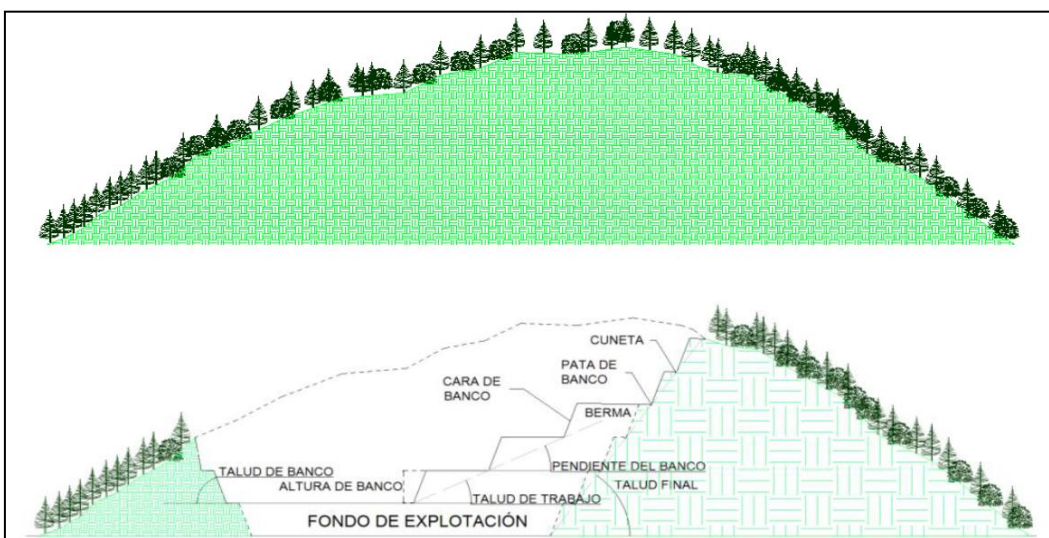 CUNETA
PATA DE
BANCO
CARA DE
BANCO
BERMA
TALUD DE BANCO
PENDIENTE DEL BANCO
ALTURA DE BANCO
TALUD FINAL
TALUD DE TRABAJO
FONDO DE EXPLOTACIÓN